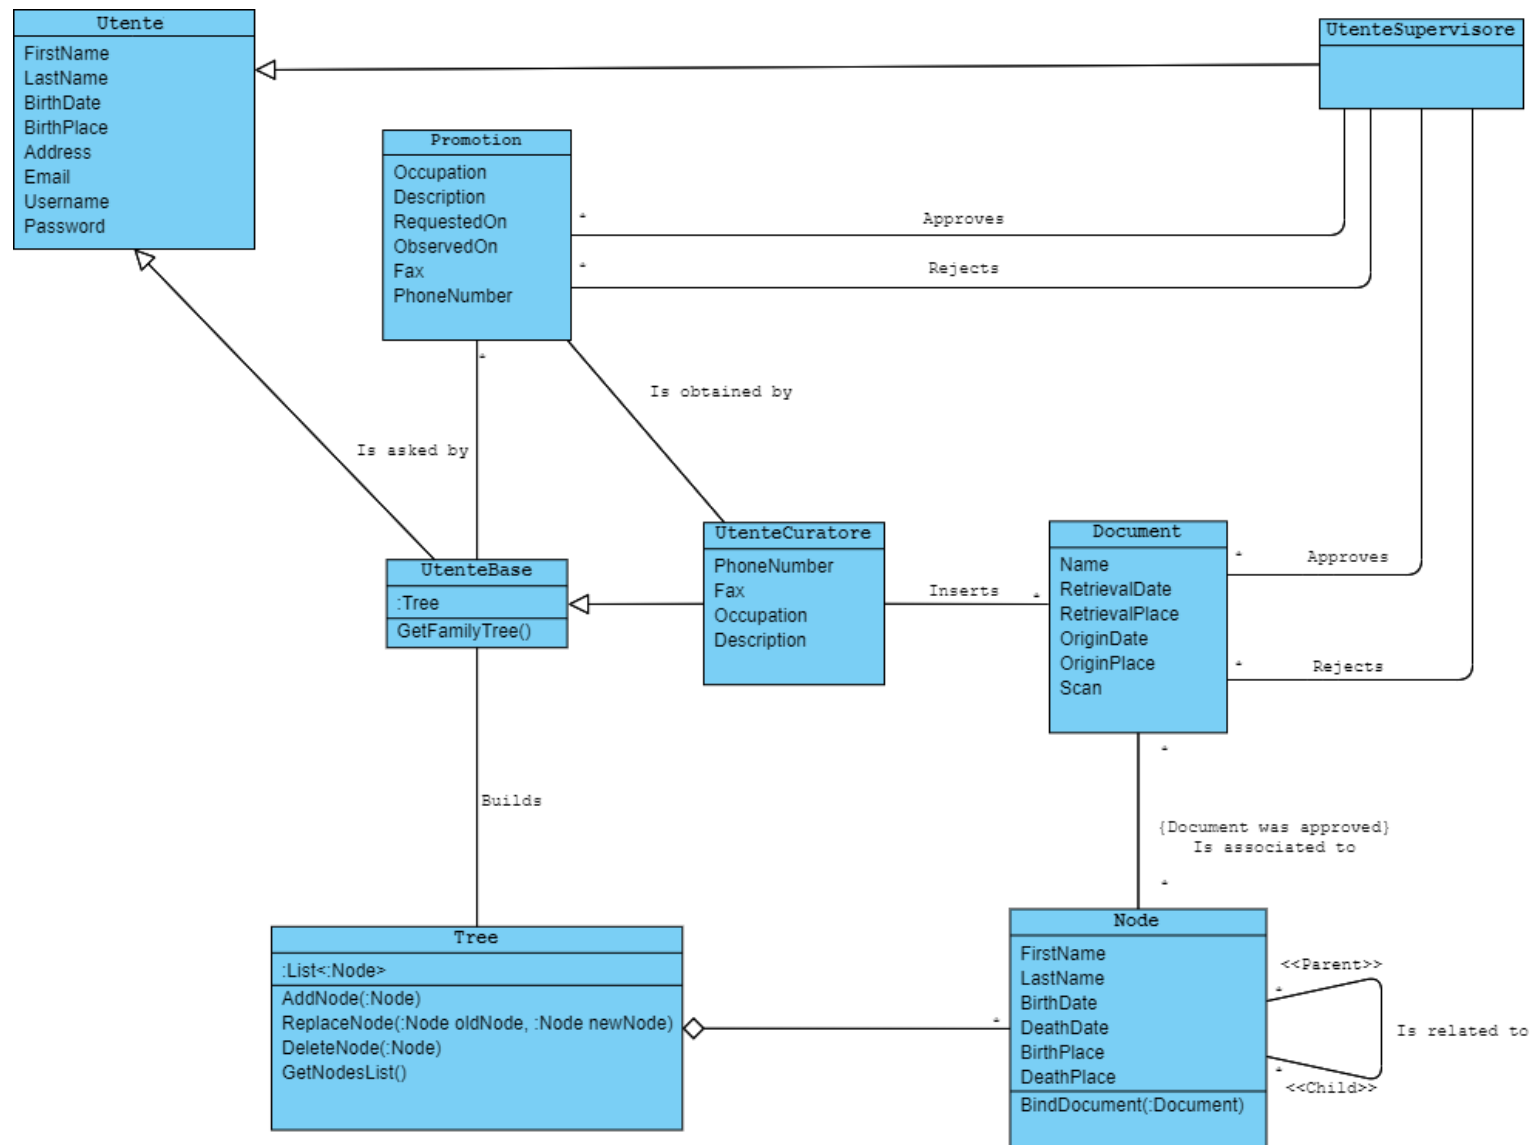 Utente
FirstName
LastName
BirthDate
BirthPlace
Address
Email
Username
Password
UtenteSupervisore
Promotion
Occupation
Description
RequestedOn
ObservedOn
Fax
PhoneNumber
*
Approves
*
Rejects
*
Is obtained by
Is asked by
UtenteBase
:Tree
GetFamilyTree()
UtenteCuratore
PhoneNumber
Fax
Occupation
Description
Inserts
*
Document
Name
RetrievalDate
RetrievalPlace
OriginDate
OriginPlace
Scan
*
Approves
*
Rejects
*
{Document was approved}
Is associated to
*
Builds
Tree
:List<:Node>
AddNode(:Node)
ReplaceNode(:Node oldNode, :Node newNode)
DeleteNode(:Node)
GetNodesList()
*
Node
FirstName
LastName
BirthDate
DeathDate
BirthPlace
DeathPlace
BindDocument(:Document)
<<Parent>>
*
Is related to
*
<<Child>>